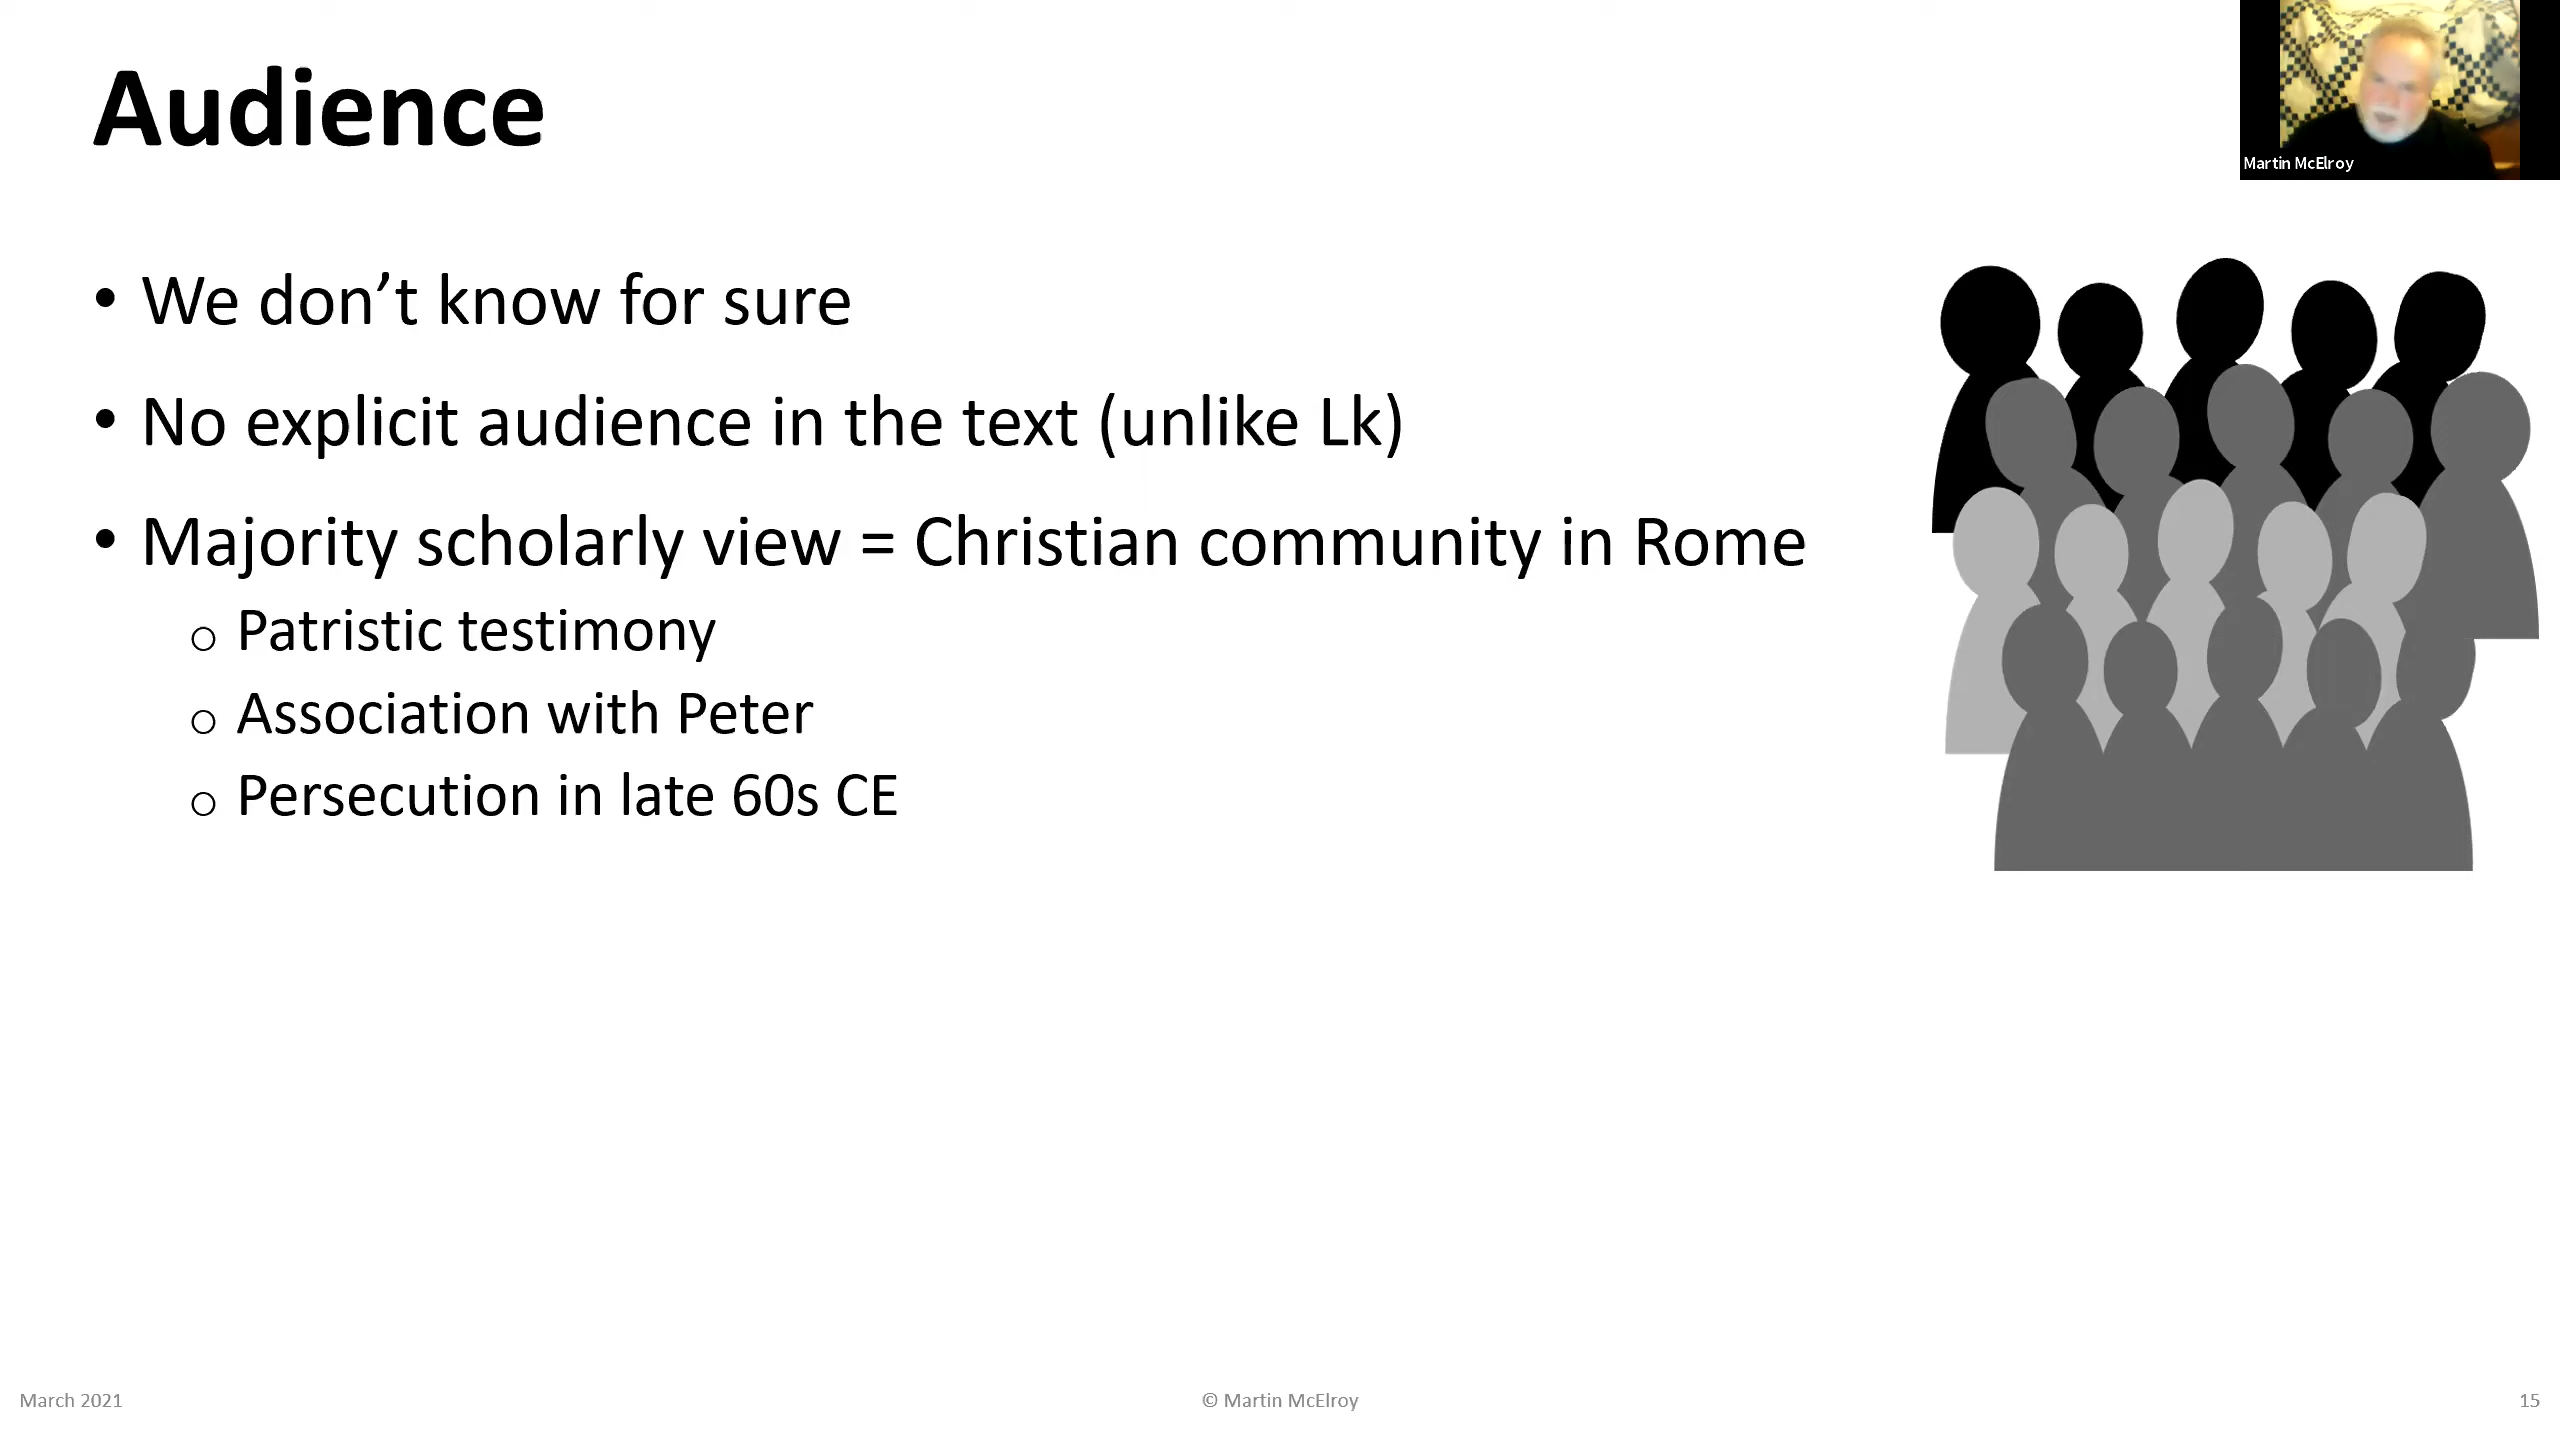 Audience
Martin McElroy
• We don’t know for sure
• No explicit audience in the text (unlike Lk)
• Majority scholarly view = Christian community in Rome
o Patristic testimony
o Association with Peter
o Persecution in late 60s CE
March 2021
© Martin McElroy
15